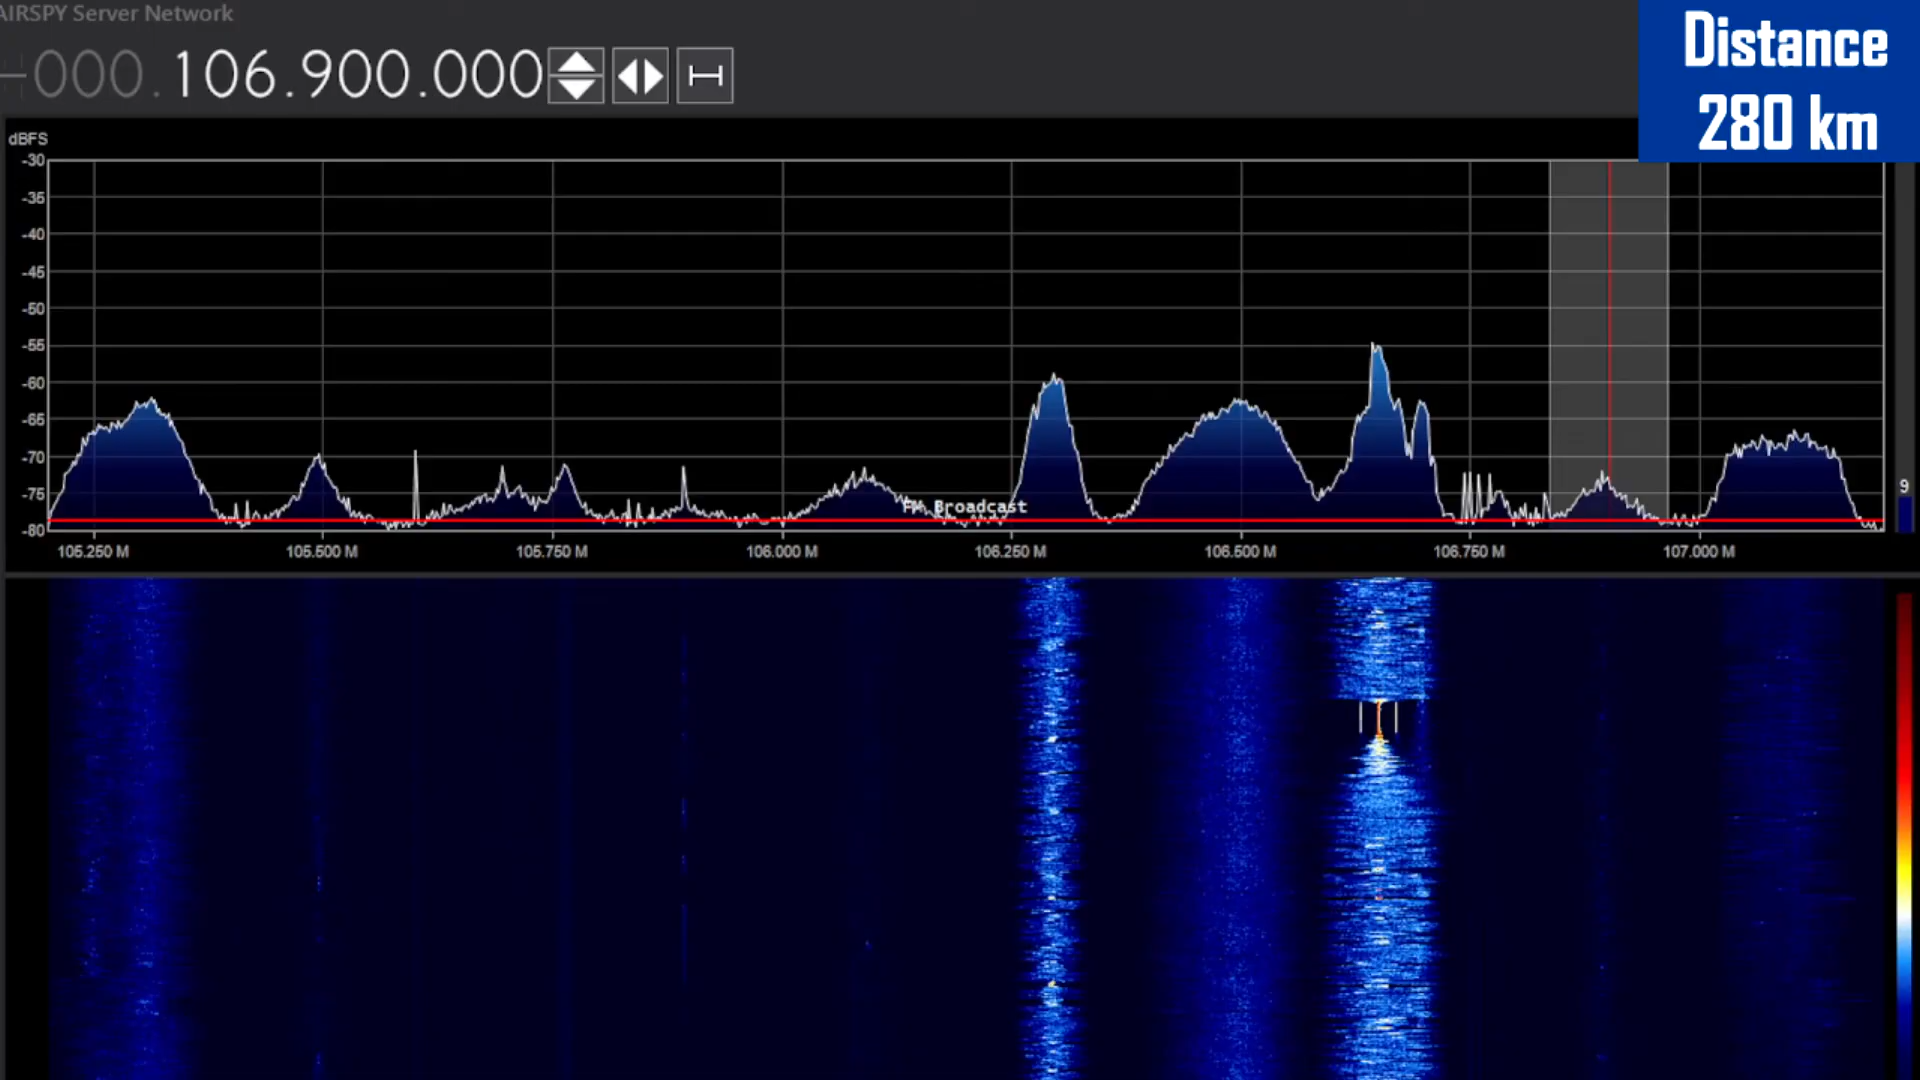 AIRSPY Server Network
000.106.900.000
Distance
280 km
dBFS
-30
-35
-40
-45
-50
-55
-60
-65
-70
-75
-80
FM Broadcast
9
105.250 M 105.500 M 105.750 M 106.000 M 106.250 M 106.500 M 106.750 M 107.000 M